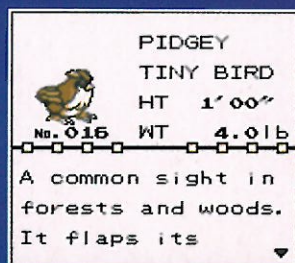 PIDGEY
TINY BIRD
HT 1'00"
No.016 WT 4.0lb
A common sight in
forests and woods.
It flaps its